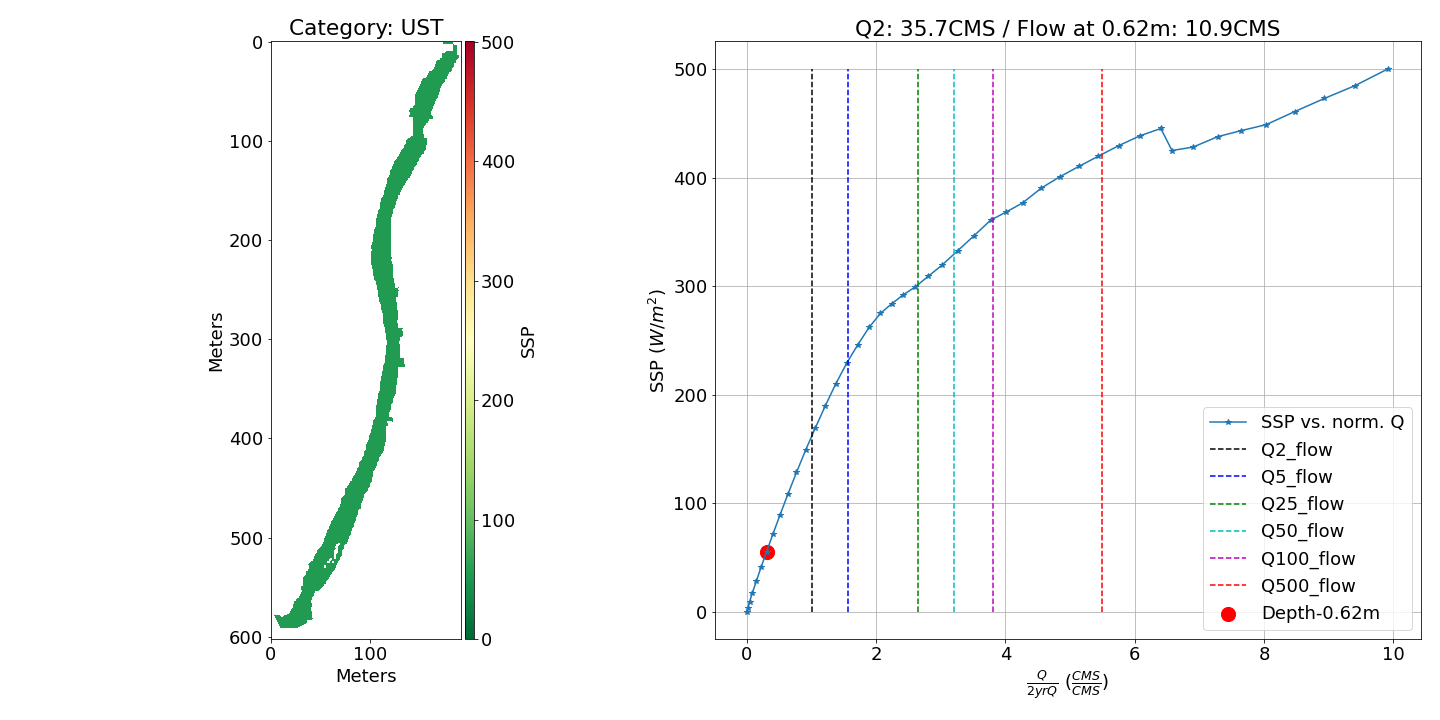 Category: UST
0
100
200
300
400
500
600
Meters
0
100
Meters
500
400
300
200
100
0
SSP
Q2: 35.7CMS / Flow at 0.62m: 10.9CMS
500
400
300
200
100
0
SSP (W/m²)
0
2
4
6
8
10
Q/2yrQ (CMS/CMS)
SSP vs. norm. Q
Q2_flow
Q5_flow
Q25_flow
Q50_flow
Q100_flow
Q500_flow
Depth-0.62m